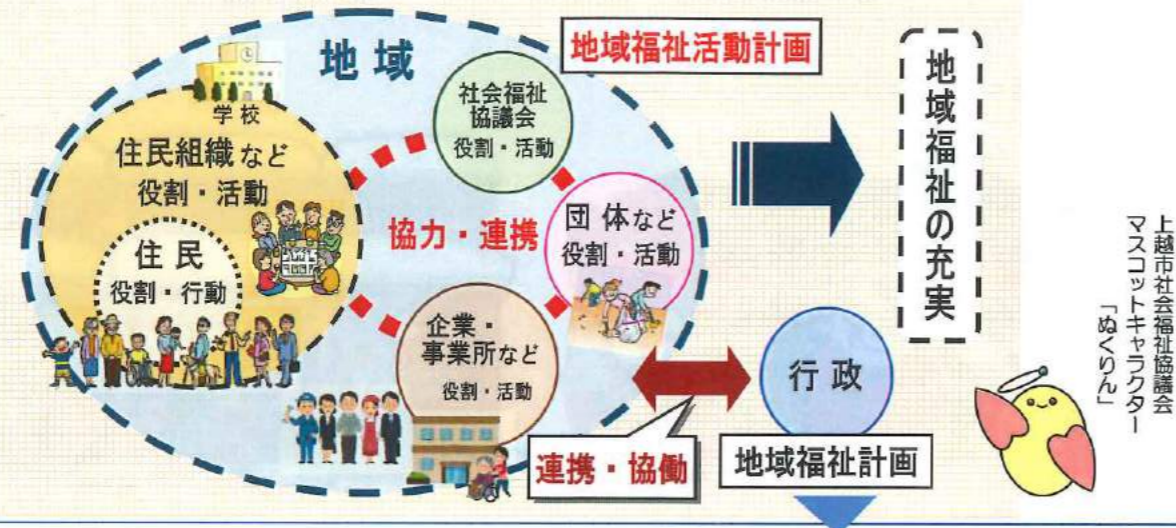 地域
地域福祉活動計画
学校
住民組織など
役割・活動
住民
役割・行動
社会福祉
協議会
役割・活動
協力・連携
団体など
役割・活動
企業・
事業所など
役割・活動
連携・協働
行政
地域福祉計画
地域福祉の充実
上越市社会福祉協議会
マスコットキャラクター
「ぬくりん」